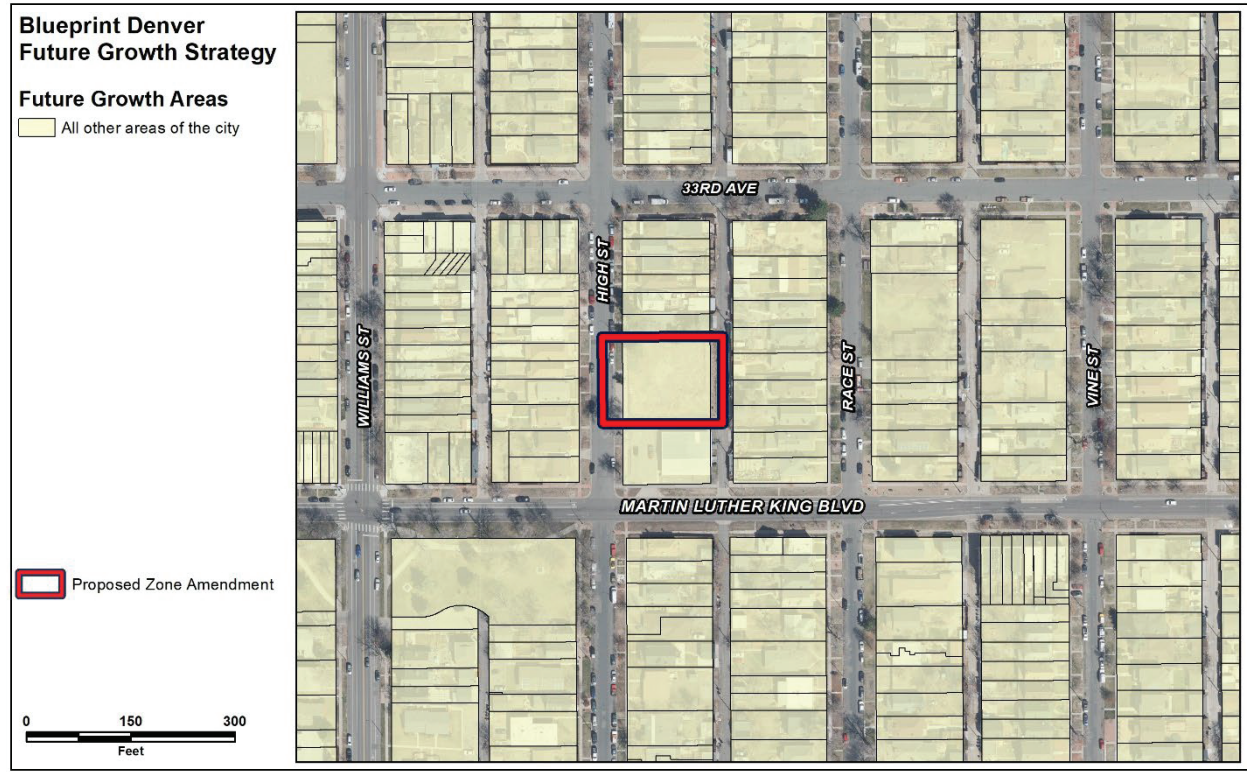 Blueprint Denver
Future Growth Strategy
Future Growth Areas
All other areas of the city
33RD AVE
HIGH ST
WILLIAMS ST
RACE ST
VINE ST
MARTIN LUTHER KING BLVD
Proposed Zone Amendment
0 150 300
Feet